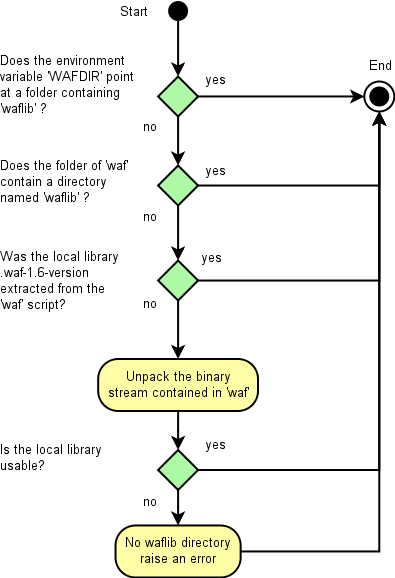 Start
Does the environment
variable 'WAFDIR' point
at a folder containing
'waflib' ?
yes
End
no
Does the folder of 'waf'
contain a directory
named 'waflib' ?
yes
no
Was the local library
.waf-1.6-version
extracted from the
'waf' script?
yes
no
Unpack the binary
stream contained in 'waf'
Is the local library
usable?
yes
no
No waflib directory
raise an error